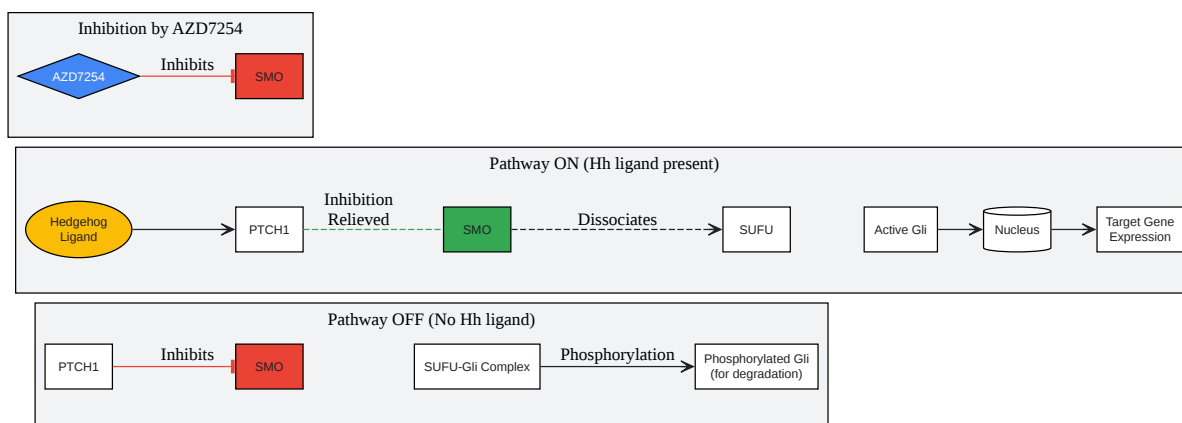 Inhibition by AZD7254
AZD7254
Inhibits
SMO
Pathway ON (Hh ligand present)
Hedgehog
Ligand
PTCH1
Inhibition
Relieved
SMO
Dissociates
SUFU
Active Gli
Nucleus
Target Gene
Expression
Pathway OFF (No Hh ligand)
PTCH1
Inhibits
SMO
SUFU-Gli Complex
Phosphorylation
Phosphorylated Gli
(for degradation)